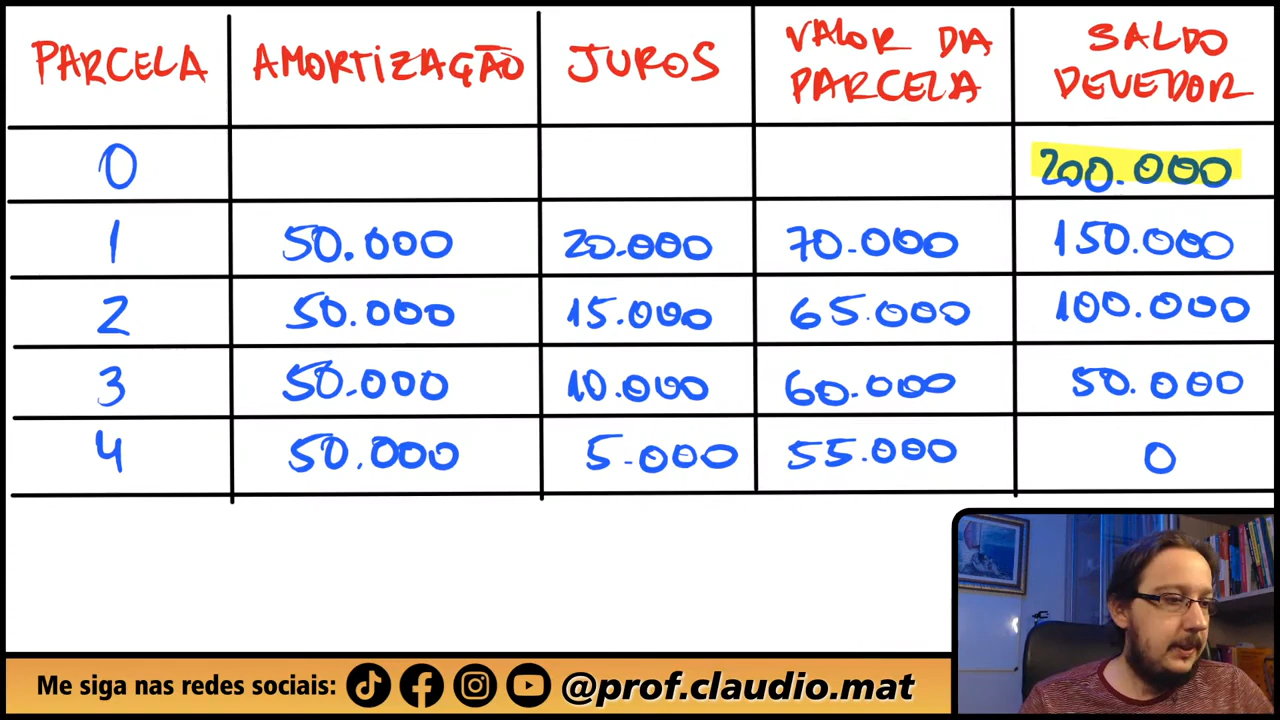 PARCELA AMORTIZAÇÃO JUROS VALOR DA PARCELA SALDO DEVEDOR
0 200.000
1 50.000 20.000 70.000 150.000
2 50.000 15.000 65.000 100.000
3 50.000 10.000 60.000 50.000
4 50.000 5.000 55.000 0
Me siga nas redes sociais: @prof.claudio.mat